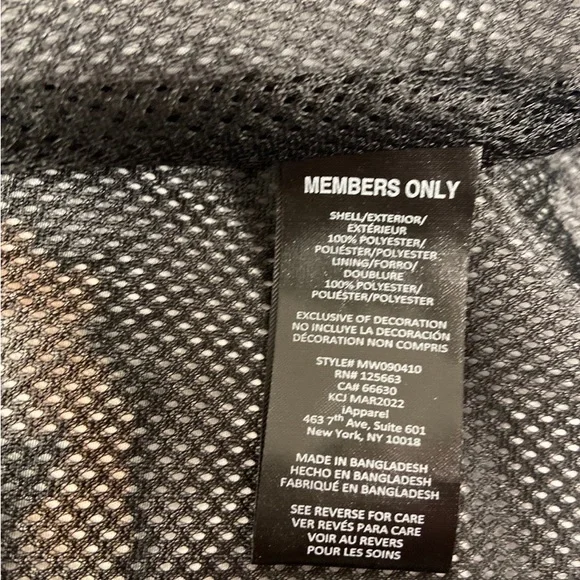 MEMBERS ONLY
SHELL/EXTERIOR/
EXTÉRIEUR
100% POLYESTER/
POLIÉSTER/POLYESTER
LINING/FORRO/
DOUBLURE
100% POLYESTER/
POLIÉSTER/POLYESTER
EXCLUSIVE OF DECORATION
NO INCLUYE LA DECORACIÓN
DÉCORATION NON COMPRIS
STYLE# MW090410
RN# 125663
CA# 66630
KCJ MAR2022
iApparel
463 7th Ave, Suite 601
New York, NY 10018
MADE IN BANGLADESH
HECHO EN BANGLADESH
FABRIQUÉ EN BANGLADESH
SEE REVERSE FOR CARE
VER REVÉS PARA CARE
VOIR AU REVERS
POUR LES SOINS